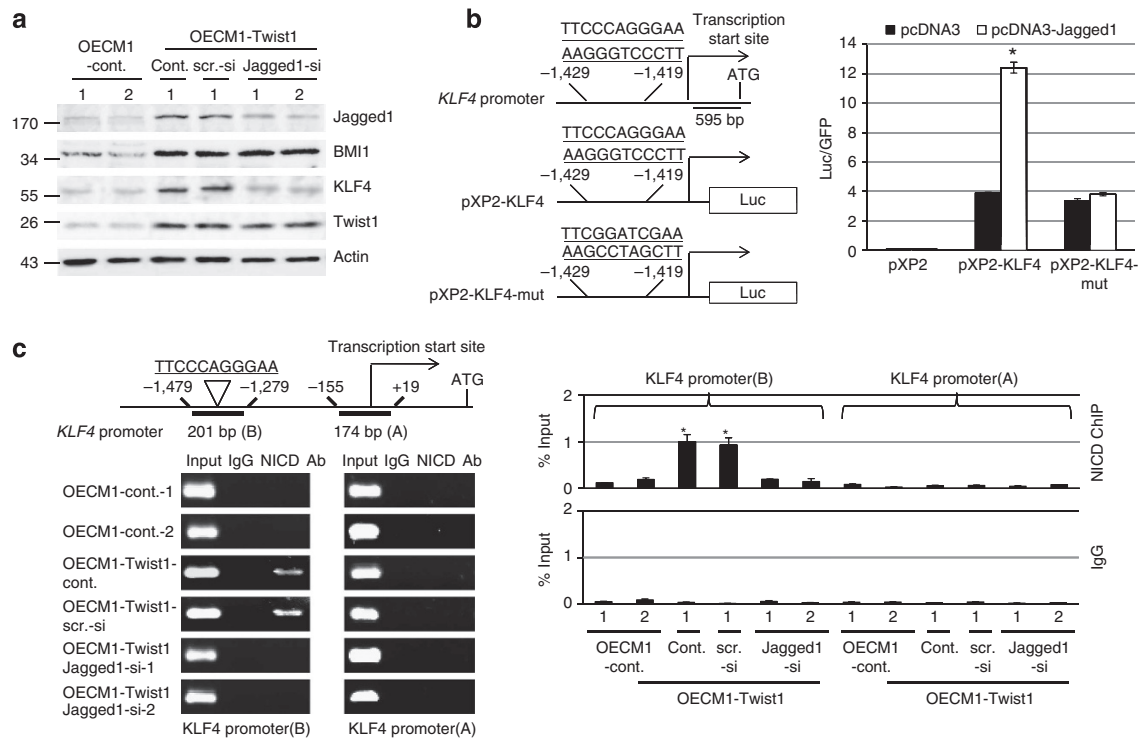 a
OECM1
-cont.
OECM1-Twist1
Cont. scr.-si Jagged1-si
1 2 1 1 1 2
170
Jagged1
34
BMI1
55
KLF4
26
Twist1
43
Actin
b
TTCCCAGGGAA
AAGGGTCCCTT
–1,429 –1,419
Transcription
start site
ATG
KLF4 promoter
595 bp
TTCCCAGGGAA
AAGGGTCCCTT
–1,429 –1,419
pXP2-KLF4
Luc
TTCGGATCGAA
AAGCCTAGCTT
–1,429 –1,419
pXP2-KLF4-mut
Luc
pcDNA3 pcDNA3-Jagged1
14
12
10
8
6
4
2
0
Luc/GFP
*
pXP2 pXP2-KLF4 pXP2-KLF4-
mut
c
Transcription start site
TTCCCAGGGAA
–1,479 –1,279 –155 +19 ATG
KLF4 promoter 201 bp (B) 174 bp (A)
Input IgG NICD Ab Input IgG NICD Ab
OECM1-cont.-1
OECM1-cont.-2
OECM1-Twist1-
cont.
OECM1-Twist1-
scr.-si
OECM1-Twist1
Jagged1-si-1
OECM1-Twist1
Jagged1-si-2
KLF4 promoter(B) KLF4 promoter(A)
KLF4 promoter(B) KLF4 promoter(A)
2
1
0
% Input
* *
NICD ChIP
2
1
0
% Input
IgG
1 2 1 1 1 2 1 2 1 1 1 2
OECM1
-cont.
Cont.
scr.
-si
Jagged1
-si
OECM1
-cont.
Cont.
scr.
-si
Jagged1
-si
OECM1-Twist1 OECM1-Twist1